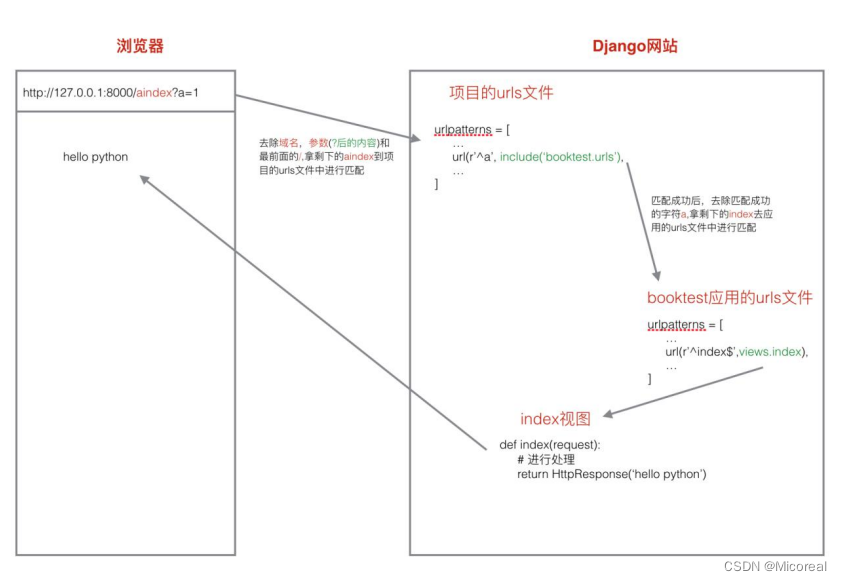 浏览器
Django网站
http://127.0.0.1:8000/aindex?a=1
hello python
去除域名，参数(?后的内容)和
最前面的/,拿剩下的aindex到项
目的urls文件中进行匹配
项目的urls文件
urlpatterns = [
...
url(r'^a', include('booktest.urls'),
...
]
匹配成功后，去除匹配成功
的字符a,拿剩下的index去应
用的urls文件中进行匹配
booktest应用的urls文件
urlpatterns = [
...
url(r'^index$',views.index),
...
]
index视图
def index(request):
# 进行处理
return HttpResponse('hello python')
CSDN @Micoreal